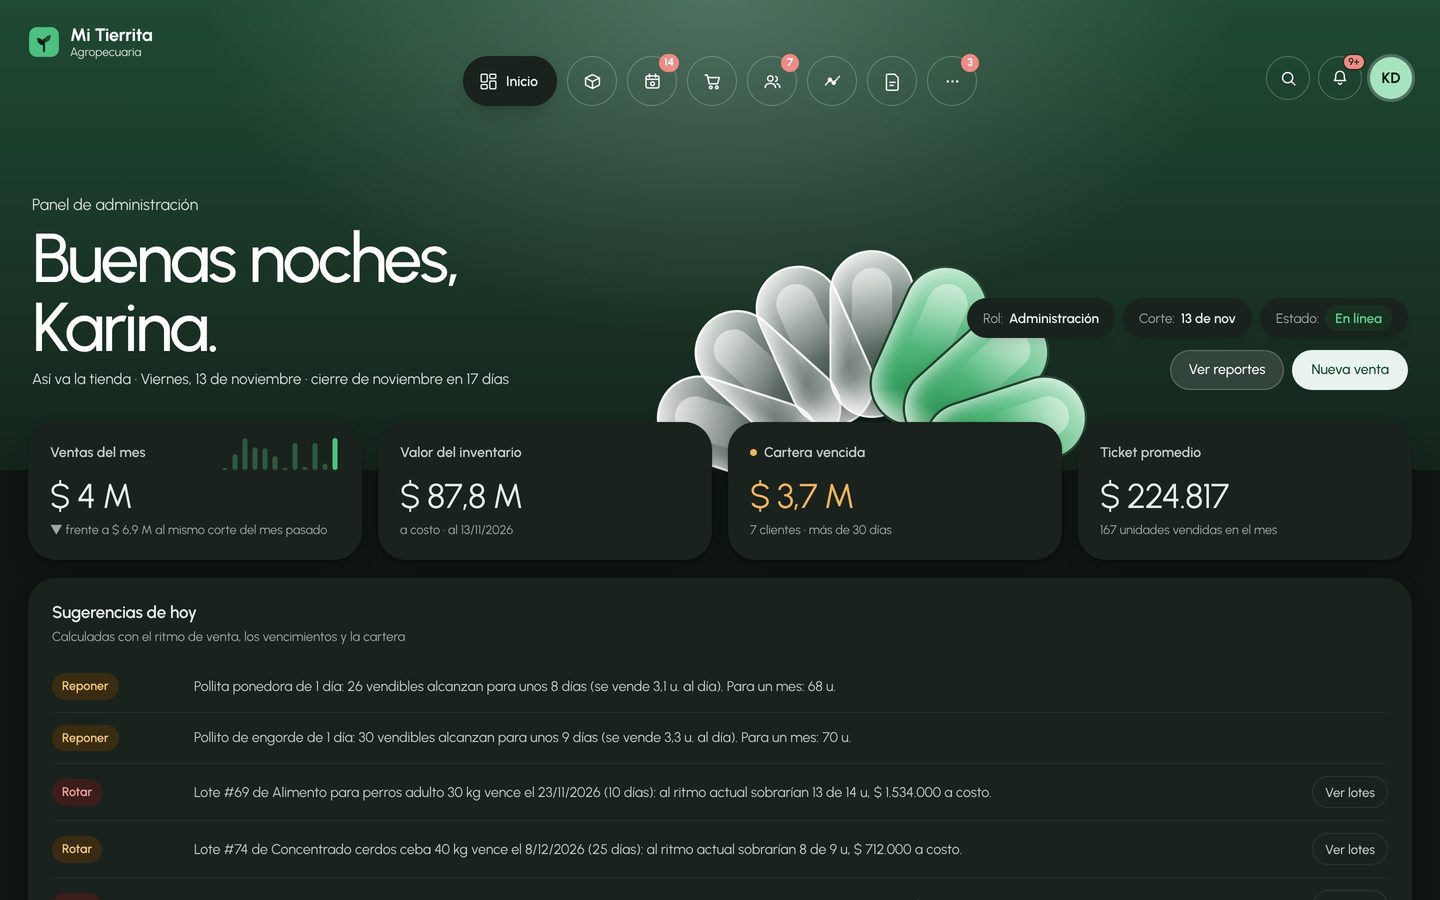 Mi Tierrita
Agropecuaria
Inicio
14
7
3
9+
KD
Panel de administración
Buenas noches,
Karina.
Así va la tienda · Viernes, 13 de noviembre · cierre de noviembre en 17 días
Rol: Administración
Corte: 13 de nov
Estado: En línea
Ver reportes
Nueva venta
Ventas del mes
$ 4 M
▼ frente a $ 6,9 M al mismo corte del mes pasado
Valor del inventario
$ 87,8 M
a costo · al 13/11/2026
Cartera vencida
$ 3,7 M
7 clientes · más de 30 días
Ticket promedio
$ 224.817
167 unidades vendidas en el mes
Sugerencias de hoy
Calculadas con el ritmo de venta, los vencimientos y la cartera
Reponer
Pollita ponedora de 1 día: 26 vendibles alcanzan para unos 8 días (se vende 3,1 u. al día). Para un mes: 68 u.
Reponer
Pollito de engorde de 1 día: 30 vendibles alcanzan para unos 9 días (se vende 3,3 u. al día). Para un mes: 70 u.
Rotar
Lote #69 de Alimento para perros adulto 30 kg vence el 23/11/2026 (10 días): al ritmo actual sobrarían 13 de 14 u, $ 1.534.000 a costo.
Ver lotes
Rotar
Lote #74 de Concentrado cerdos ceba 40 kg vence el 8/12/2026 (25 días): al ritmo actual sobrarían 8 de 9 u, $ 712.000 a costo.
Ver lotes